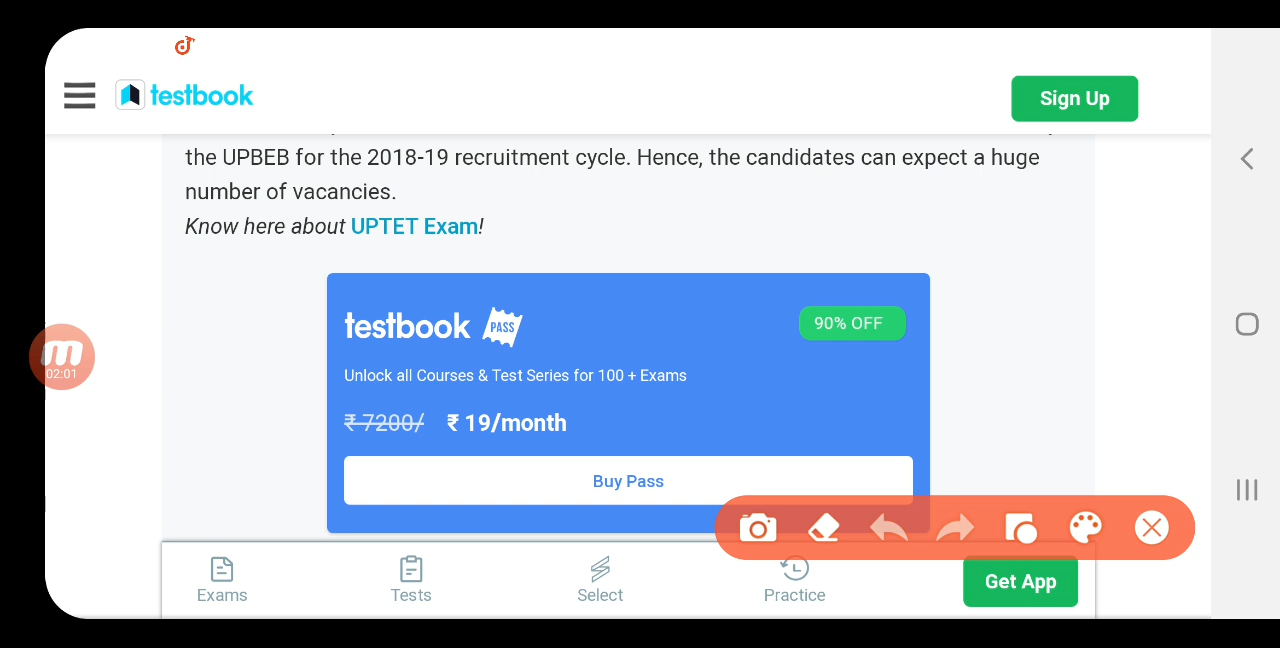 testbook
Sign Up
the UPBEB for the 2018-19 recruitment cycle. Hence, the candidates can expect a huge
number of vacancies.
Know here about UPTET Exam!
testbook PASS
90% OFF
Unlock all Courses & Test Series for 100 + Exams
₹ 7200/ ₹ 19/month
Buy Pass
02:01
Exams
Tests
Select
Practice
Get App